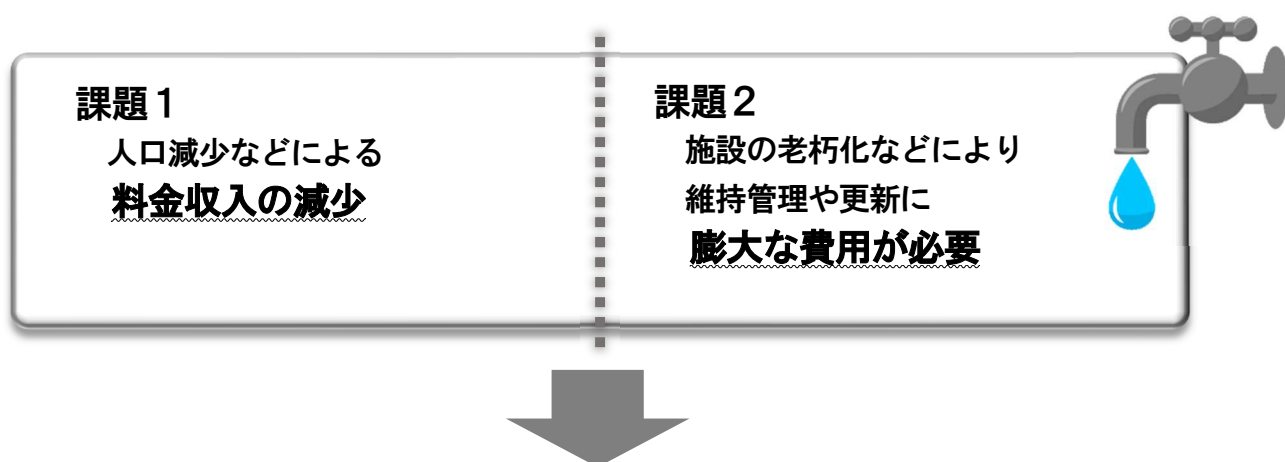 課題1
人口減少などによる
料金収入の減少
課題2
施設の老朽化などにより
維持管理や更新に
膨大な費用が必要